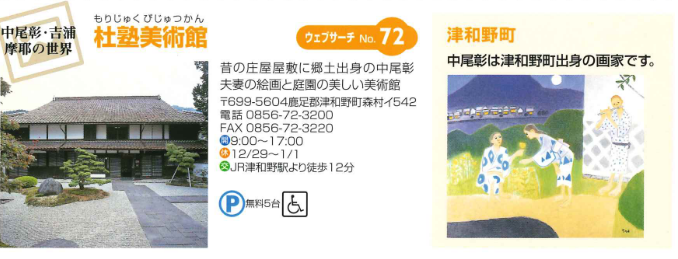 中尾彰・吉浦
摩耶の世界
もりじゅくびじゅつかん
杜塾美術館
ウェブサーチ No. 72
昔の庄屋屋敷に郷土出身の中尾彰
夫妻の絵画と庭園の美しい美術館
〒699-5604鹿足郡津和野町森村イ542
電話 0856-72-3200
FAX 0856-72-3220
開9:00～17:00
休12/29～1/1
交JR津和野駅より徒歩12分
P無料5台
津和野町
中尾彰は津和野町出身の画家です。